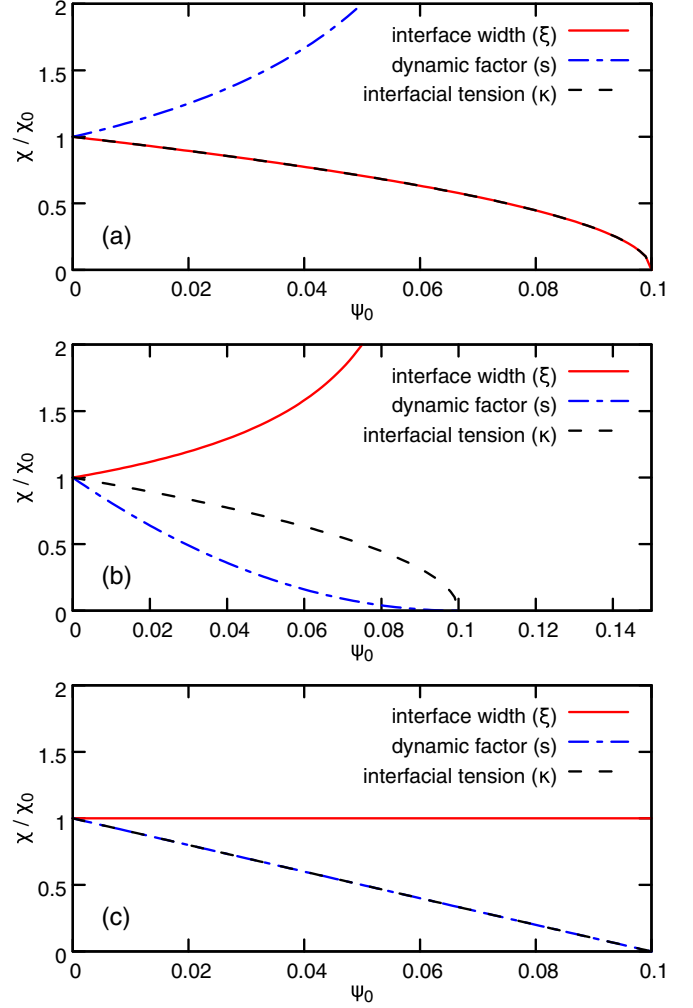 2
interface width (ξ)
dynamic factor (s)
1.5
interfacial tension (κ)
χ / χ₀
1
0.5
(a)
0
0 0.02 0.04 0.06 0.08 0.1
ψ₀
2
interface width (ξ)
dynamic factor (s)
1.5
interfacial tension (κ)
χ / χ₀
1
0.5
(b)
0
0 0.02 0.04 0.06 0.08 0.1 0.12 0.14
ψ₀
2
interface width (ξ)
dynamic factor (s)
1.5
interfacial tension (κ)
χ / χ₀
1
0.5
(c)
0
0 0.02 0.04 0.06 0.08 0.1
ψ₀